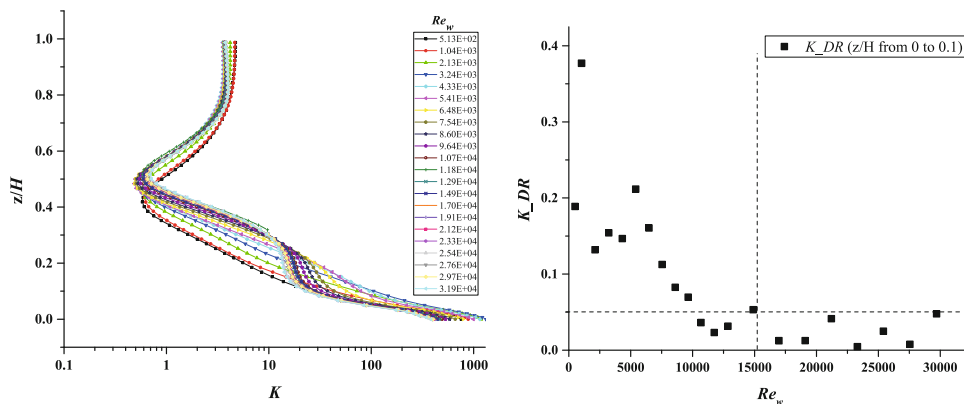 Re_w
5.13E+02
1.04E+03
2.13E+03
3.24E+03
4.33E+03
5.41E+03
6.48E+03
7.54E+03
8.60E+03
9.64E+03
1.07E+04
1.18E+04
1.29E+04
1.49E+04
1.70E+04
1.91E+04
2.12E+04
2.33E+04
2.54E+04
2.76E+04
2.97E+04
3.19E+04
z/H
1.0
0.8
0.6
0.4
0.2
0.0
0.1 1 10 100 1000
K
K_DR (z/H from 0 to 0.1)
K_DR
0.4
0.3
0.2
0.1
0.0
0 5000 10000 15000 20000 25000 30000
Re_w